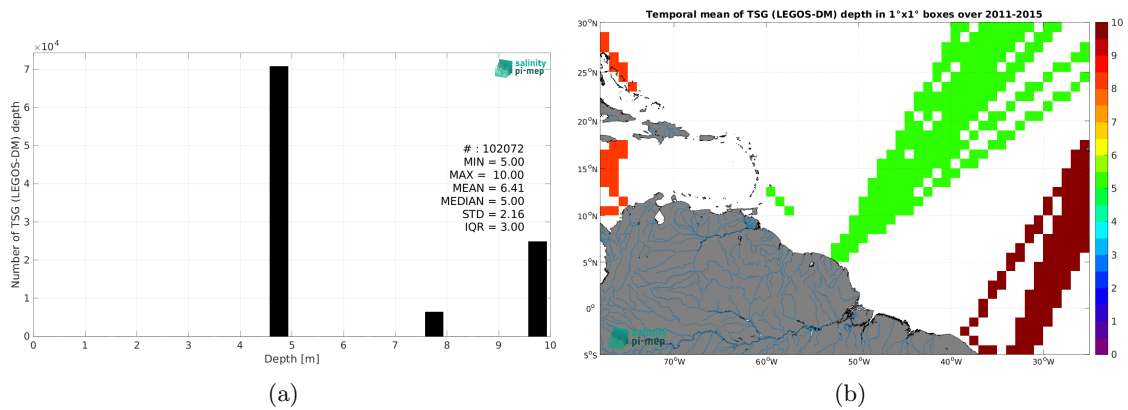 ×10⁴
7
6
5
4
3
2
1
0
Number of TSG (LEGOS-DM) depth
0 1 2 3 4 5 6 7 8 9 10
Depth [m]
salinity
pi-mep
# : 102072
MIN = 5.00
MAX = 10.00
MEAN = 6.41
MEDIAN = 5.00
STD = 2.16
IQR = 3.00
(a)
Temporal mean of TSG (LEGOS-DM) depth in 1°x1° boxes over 2011-2015
30°N
25°N
20°N
15°N
10°N
5°N
0°
5°S
70°W 60°W 50°W 40°W 30°W
salinity
pi-mep
10
9
8
7
6
5
4
3
2
1
0
(b)